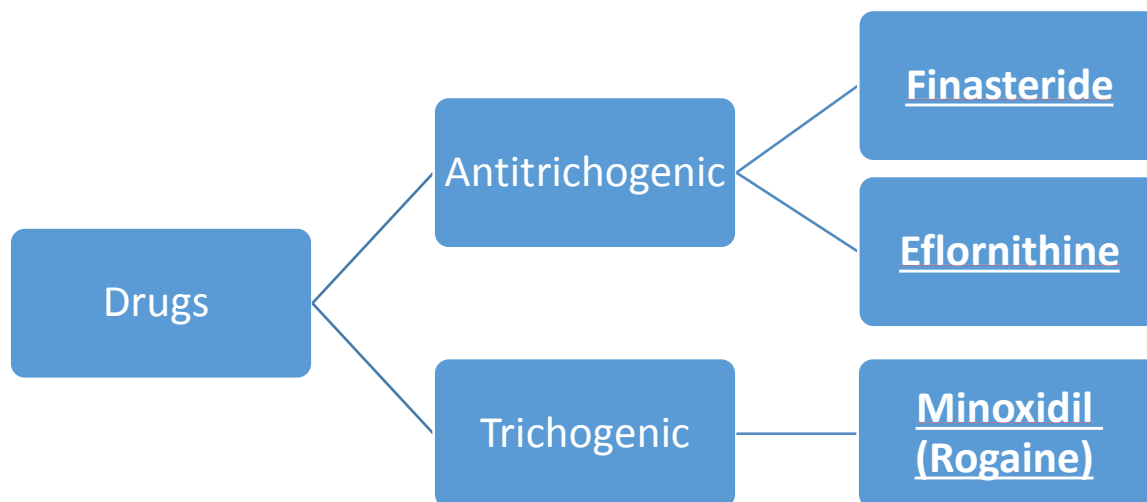 Drugs
Antitrichogenic
Finasteride
Eflornithine
Trichogenic
Minoxidil
(Rogaine)